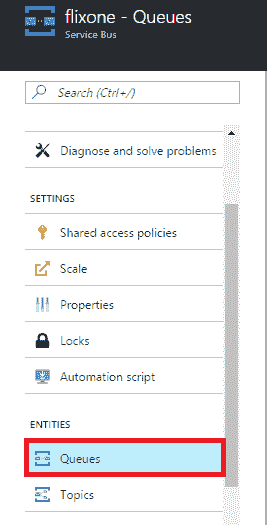 flixone - Queues
Service Bus
Search (Ctrl+/)
Diagnose and solve problems
SETTINGS
Shared access policies
Scale
Properties
Locks
Automation script
ENTITIES
Queues
Topics